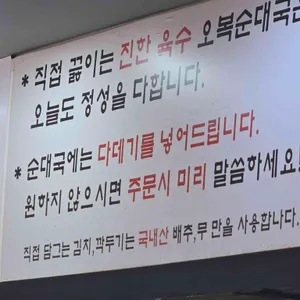 * 직접 끓이는 진한 육수 오복순대국은
오늘도 정성을 다합니다.
* 순대국에는 다데기를 넣어드립니다.
원하지 않으시면 주문시 미리 말씀하세요!
직접 담그는 김치,깍두기는 국내산 배추,무 만을 사용합니다.